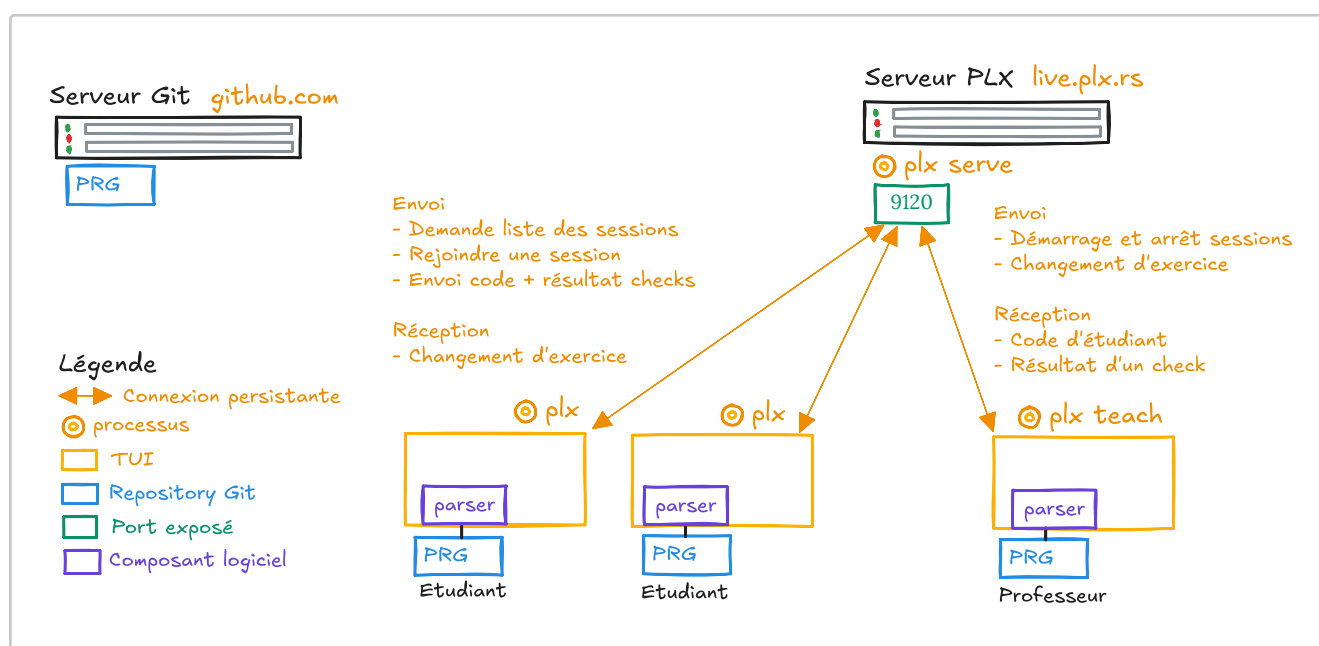 Serveur Git github.com
PRG
Serveur PLX live.plx.rs
plx serve
9120
Envoi
- Demande liste des sessions
- Rejoindre une session
- Envoi code + résultat checks
Réception
- Changement d'exercice
Envoi
- Démarrage et arrêt sessions
- Changement d'exercice
Réception
- Code d'étudiant
- Résultat d'un check
Légende
Connexion persistante
processus
TUI
Repository Git
Port exposé
Composant logiciel
plx
parser
PRG
Etudiant
plx
parser
PRG
Etudiant
plx teach
parser
PRG
Professeur